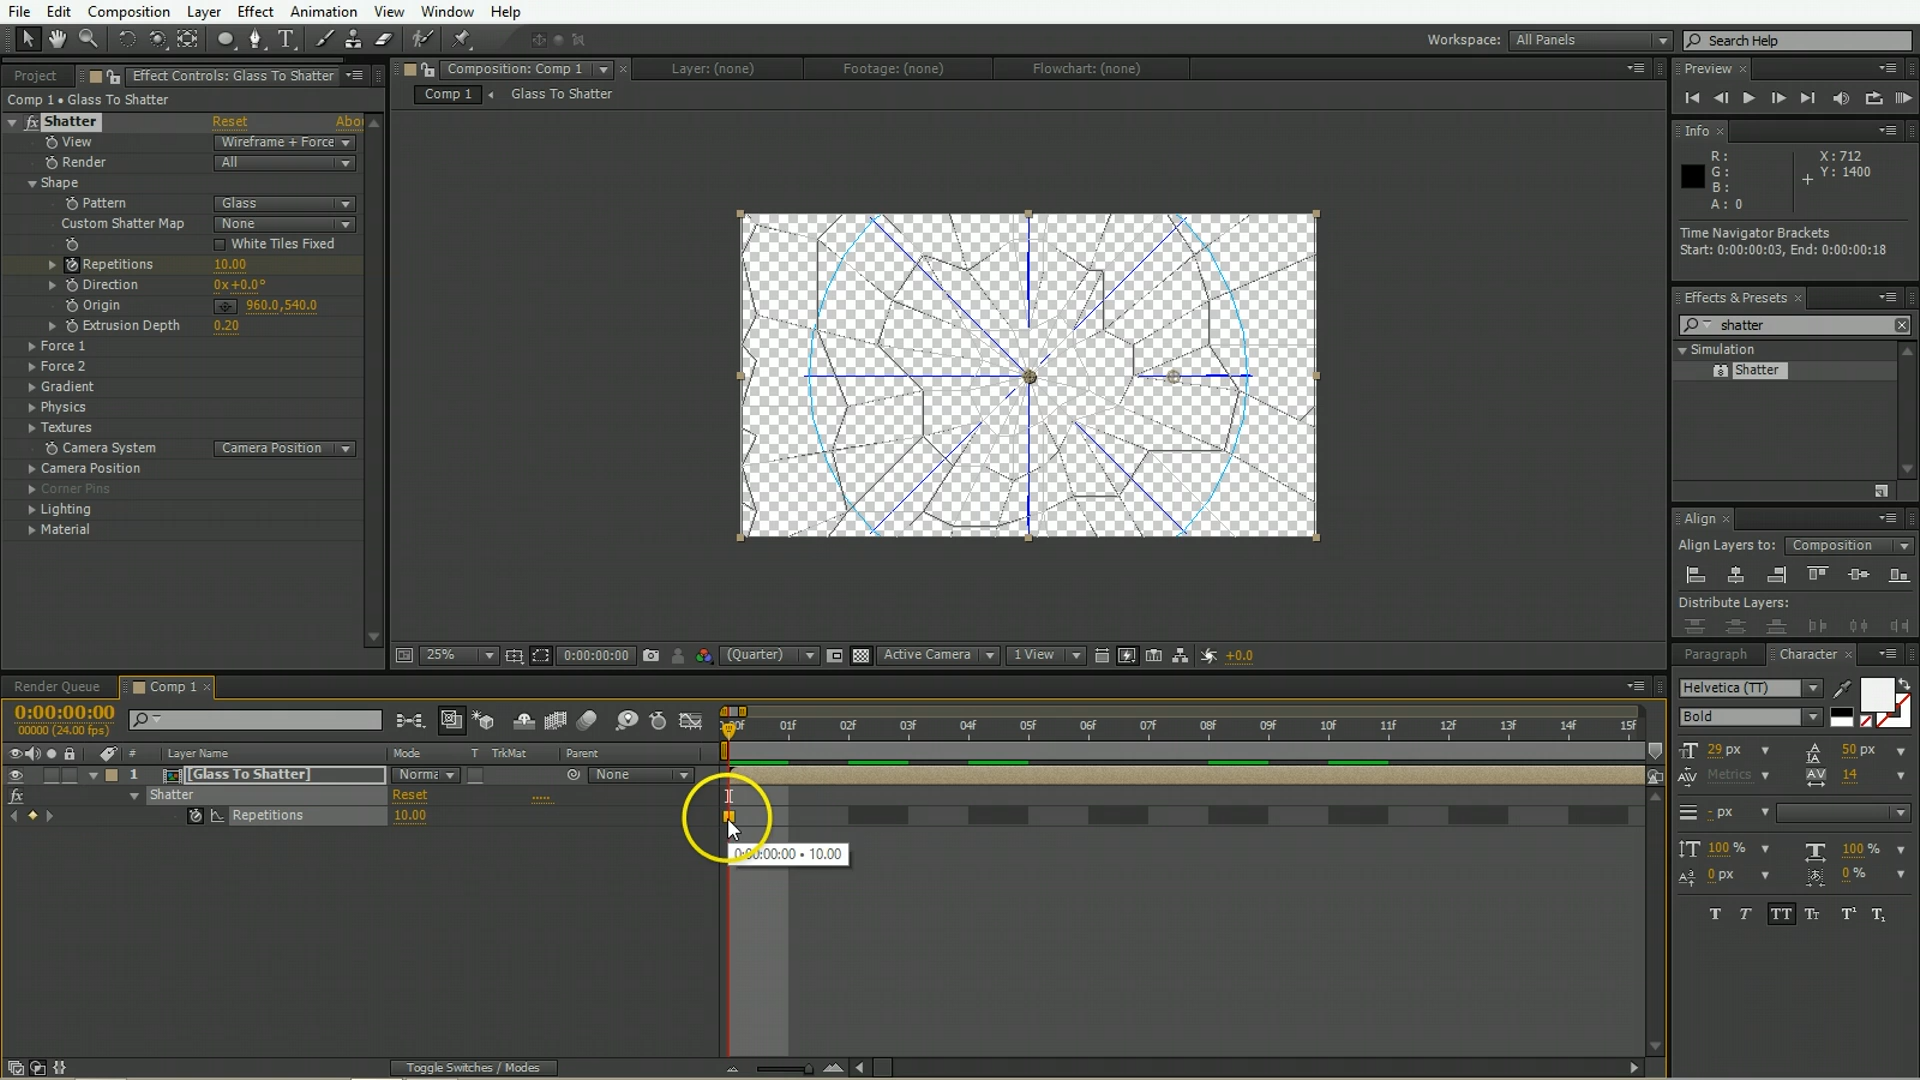 File Edit Composition Layer Effect Animation View Window Help
Workspace: All Panels Search Help
Project Effect Controls: Glass To Shatter
Composition: Comp 1 Layer: (none) Footage: (none) Flowchart: (none)
Comp 1 • Glass To Shatter
Comp 1 Glass To Shatter
fx Shatter Reset Abou
View Wireframe + Force
Render All
Shape
Pattern Glass
Custom Shatter Map None
White Tiles Fixed
Repetitions 10.00
Direction 0x+0.0°
Origin 960.0,540.0
Extrusion Depth 0.20
Force 1
Force 2
Gradient
Physics
Textures
Camera System Camera Position
Camera Position
Corner Pins
Lighting
Material
25% 0:00:00:00 (Quarter) Active Camera 1 View +0.0
Preview
Info
R:
G:
B:
A: 0
X: 712
Y: 1400
Time Navigator Brackets
Start: 0:00:00:03, End: 0:00:00:18
Effects & Presets
shatter
Simulation
Shatter
Align
Align Layers to: Composition
Distribute Layers:
Paragraph Character
Helvetica (TT)
Bold
29 px 50 px
Metrics 14
- px
100 % 100 %
0 px 0 %
T T TT Tt T¹ T₁
Render Queue Comp 1
0:00:00:00
00000 (24.00 fps)
:00f 01f 02f 03f 04f 05f 06f 07f 08f 09f 10f 11f 12f 13f 14f 15f
# Layer Name Mode T TrkMat Parent
1 [Glass To Shatter] Norma None
fx Shatter Reset .....
Repetitions 10.00
0:00:00:00 • 10.00
Toggle Switches / Modes